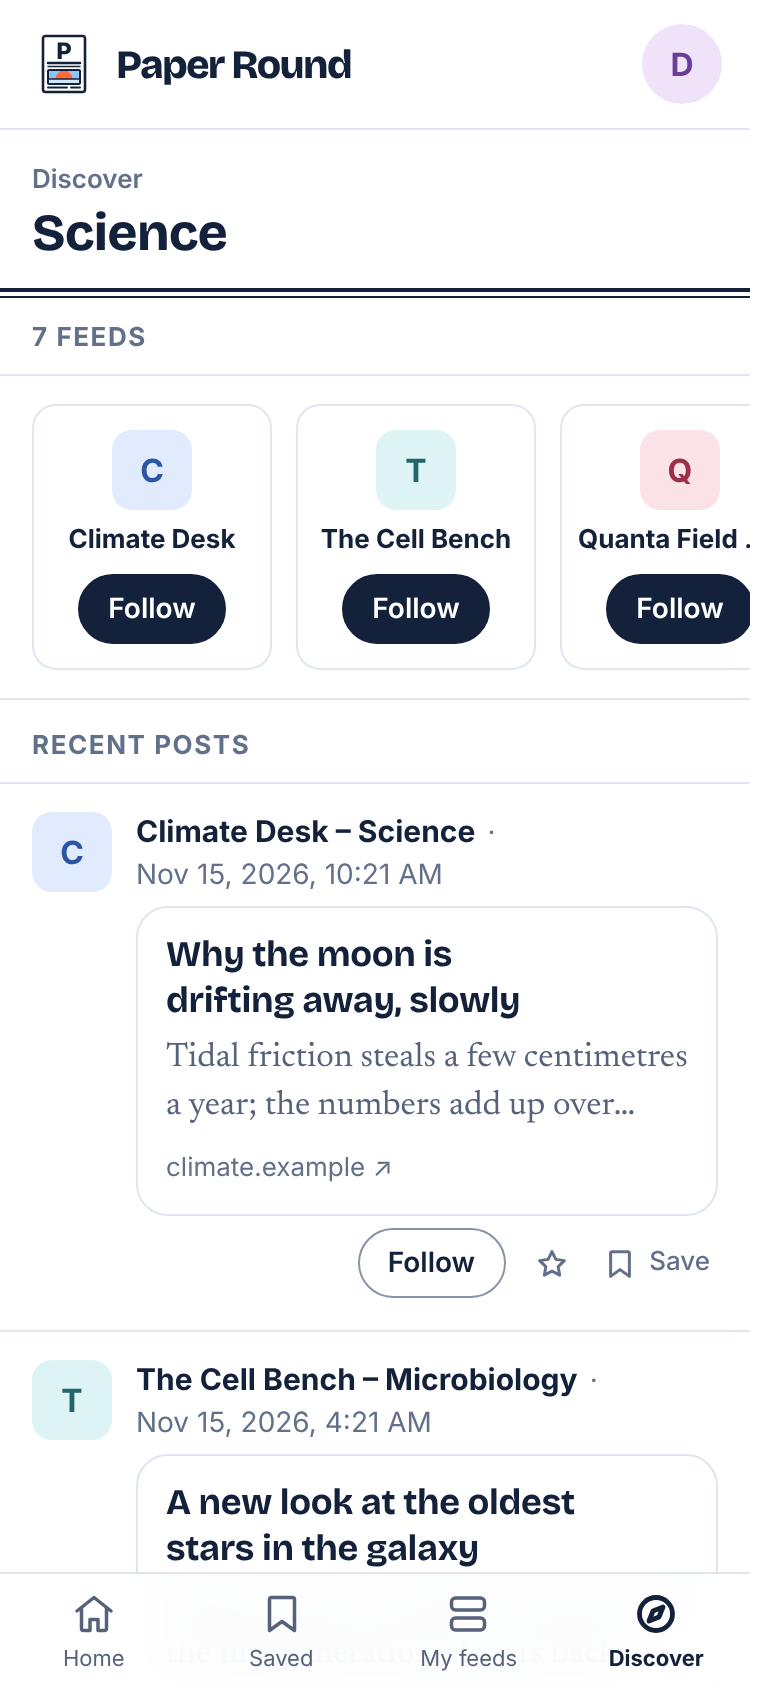 P
Paper Round
D
Discover
Science
7 FEEDS
C
T
Q
Climate Desk
The Cell Bench
Quanta Field .
Follow
Follow
Follow
RECENT POSTS
C
Climate Desk – Science ·
Nov 15, 2026, 10:21 AM
Why the moon is
drifting away, slowly
Tidal friction steals a few centimetres
a year; the numbers add up over…
climate.example ↗
Follow
Save
T
The Cell Bench – Microbiology ·
Nov 15, 2026, 4:21 AM
A new look at the oldest
stars in the galaxy
Home
Saved
My feeds
Discover